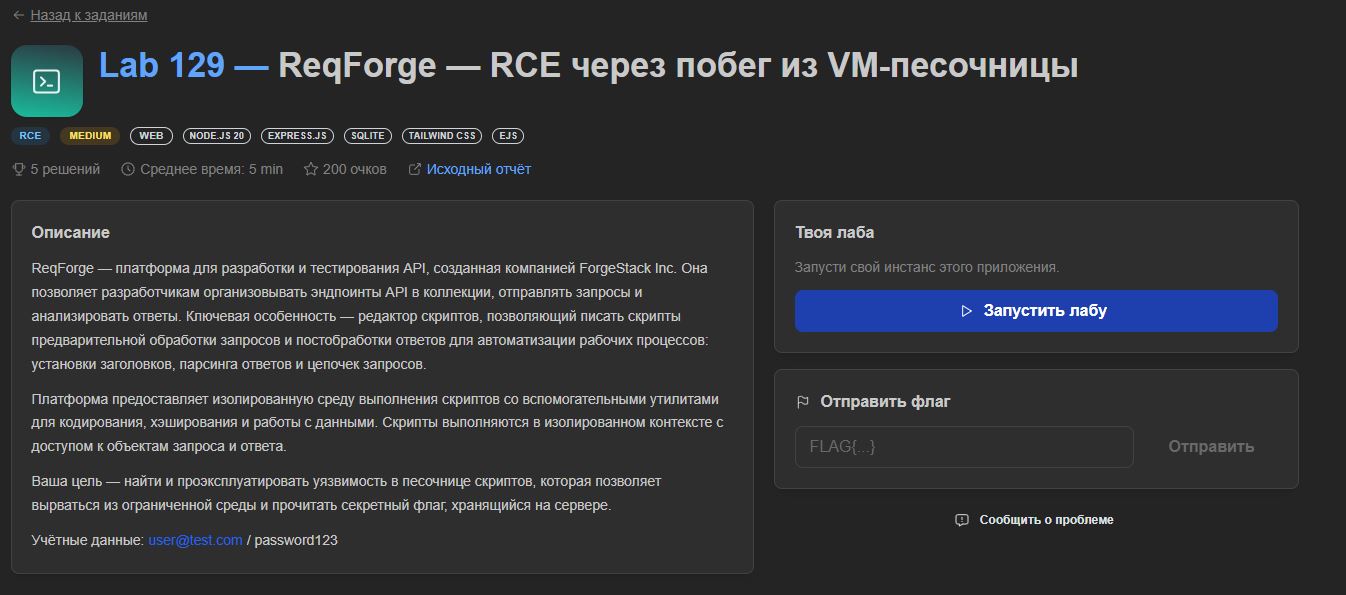 Назад к заданиям
Lab 129 — ReqForge — RCE через побег из VM-песочницы
RCE MEDIUM WEB NODE.JS 20 EXPRESS.JS SQLITE TAILWIND CSS EJS
5 решений Среднее время: 5 min 200 очков Исходный отчёт
Описание
ReqForge — платформа для разработки и тестирования API, созданная компанией ForgeStack Inc. Она
позволяет разработчикам организовывать эндпоинты API в коллекции, отправлять запросы и
анализировать ответы. Ключевая особенность — редактор скриптов, позволяющий писать скрипты
предварительной обработки запросов и постобработки ответов для автоматизации рабочих процессов:
установки заголовков, парсинга ответов и цепочек запросов.
Платформа предоставляет изолированную среду выполнения скриптов со вспомогательными утилитами
для кодирования, хэширования и работы с данными. Скрипты выполняются в изолированном контексте с
доступом к объектам запроса и ответа.
Ваша цель — найти и проэксплуатировать уязвимость в песочнице скриптов, которая позволяет
вырваться из ограниченной среды и прочитать секретный флаг, хранящийся на сервере.
Учётные данные: user@test.com / password123
Твоя лаба
Запусти свой инстанс этого приложения.
Запустить лабу
Отправить флаг
FLAG{...}
Отправить
Сообщить о проблеме